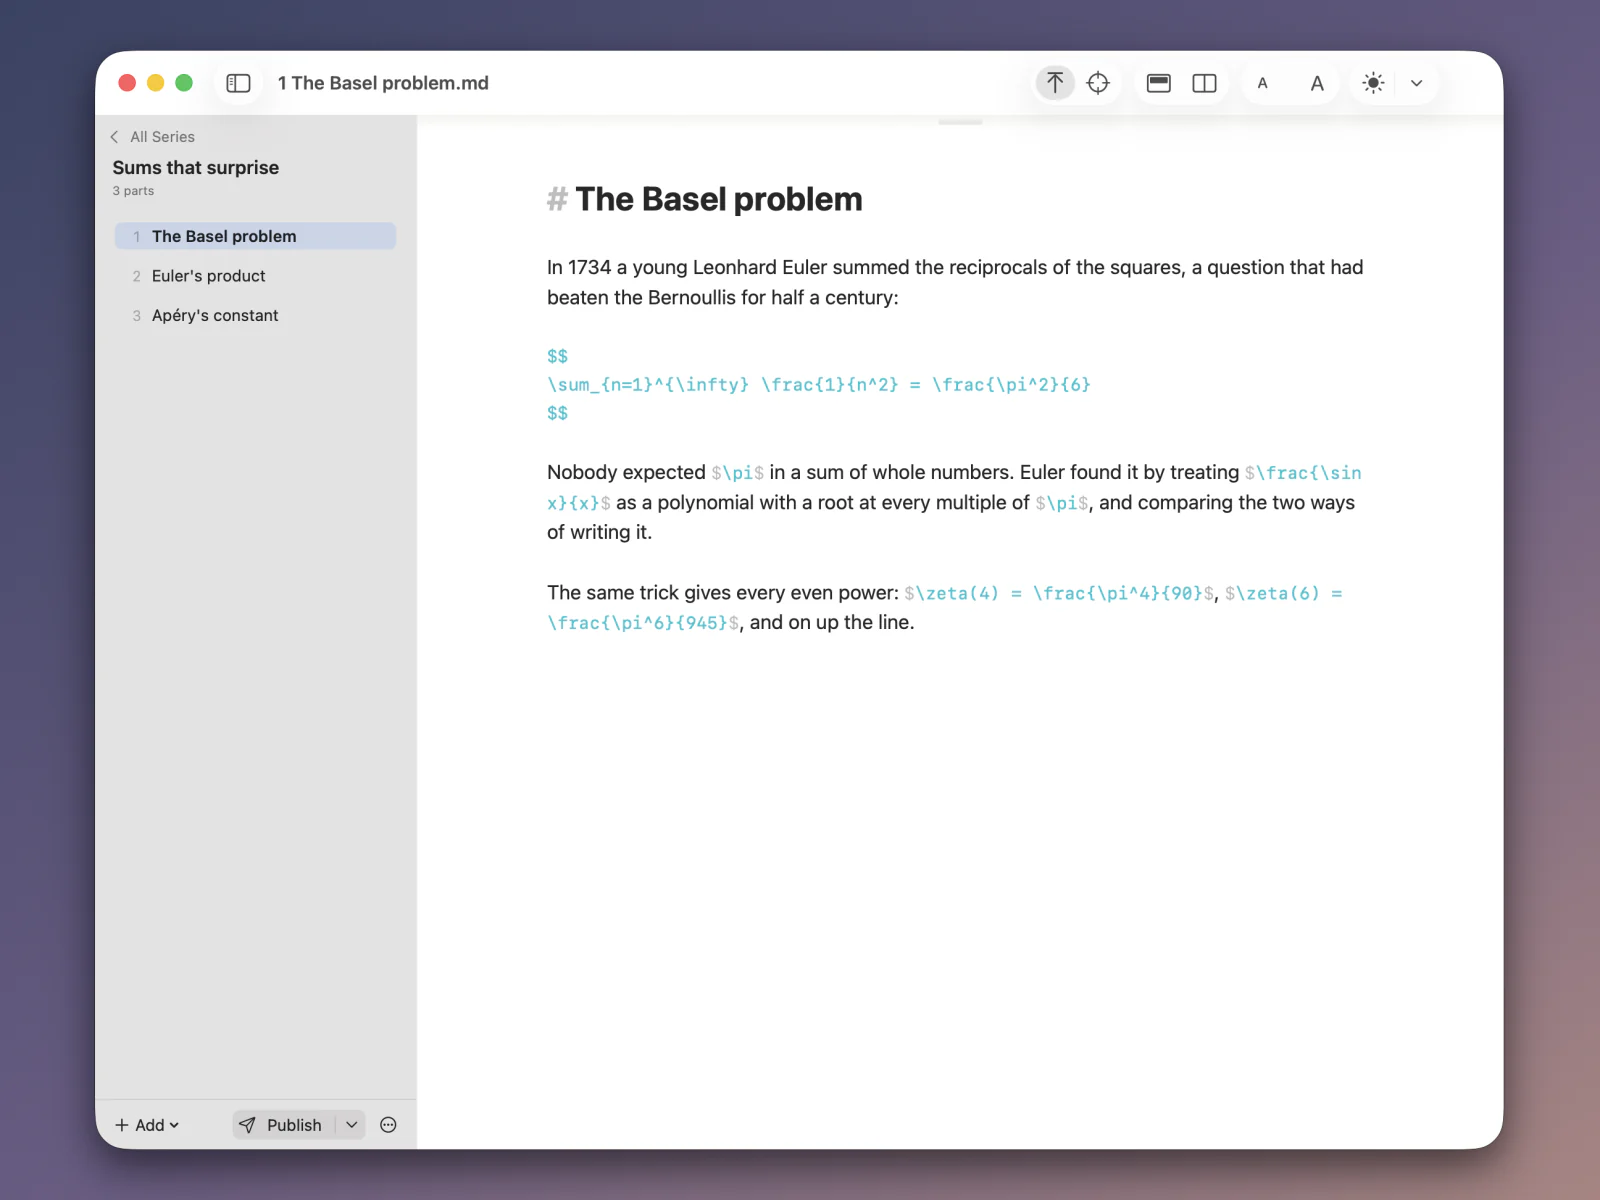 1 The Basel problem.md
A A
All Series
Sums that surprise
3 parts
1 The Basel problem
2 Euler's product
3 Apéry's constant
+ Add
Publish
# The Basel problem
In 1734 a young Leonhard Euler summed the reciprocals of the squares, a question that had
beaten the Bernoullis for half a century:
$$
\sum_{n=1}^{\infty} \frac{1}{n^2} = \frac{\pi^2}{6}
$$
Nobody expected $\pi$ in a sum of whole numbers. Euler found it by treating $\frac{\sin
x}{x}$ as a polynomial with a root at every multiple of $\pi$, and comparing the two ways
of writing it.
The same trick gives every even power: $\zeta(4) = \frac{\pi^4}{90}$, $\zeta(6) =
\frac{\pi^6}{945}$, and on up the line.